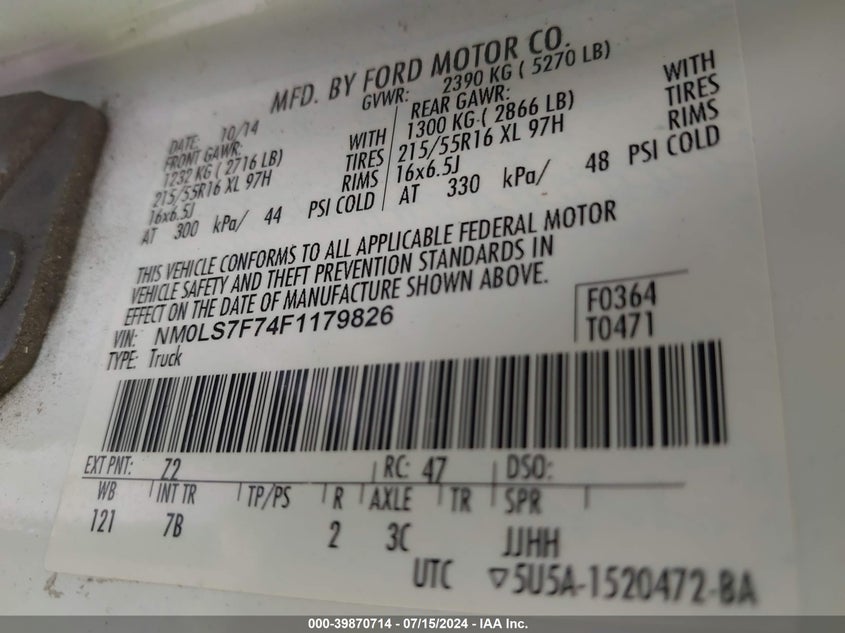 MFD. BY FORD MOTOR CO.
DATE: 10/14 GVWR: 2390 KG ( 5270 LB)
FRONT GAWR: WITH REAR GAWR: WITH
1232 KG ( 2716 LB) TIRES 1300 KG ( 2866 LB) TIRES
215/55R16 XL 97H RIMS 215/55R16 XL 97H RIMS
16x6.5J 16x6.5J
AT 300 kPa/ 44 PSI COLD AT 330 kPa/ 48 PSI COLD
THIS VEHICLE CONFORMS TO ALL APPLICABLE FEDERAL MOTOR
VEHICLE SAFETY AND THEFT PREVENTION STANDARDS IN
EFFECT ON THE DATE OF MANUFACTURE SHOWN ABOVE.
VIN: NM0LS7F74F1179826 F0364
TYPE: Truck T0471
EXT PNT: Z2 RC: 47 DSO:
WB INT TR TP/PS R AXLE TR SPR
121 7B 2 3C JJHH
UTC ▽5U5A-1520472-BA
000-39870714 - 07/15/2024 - IAA Inc.